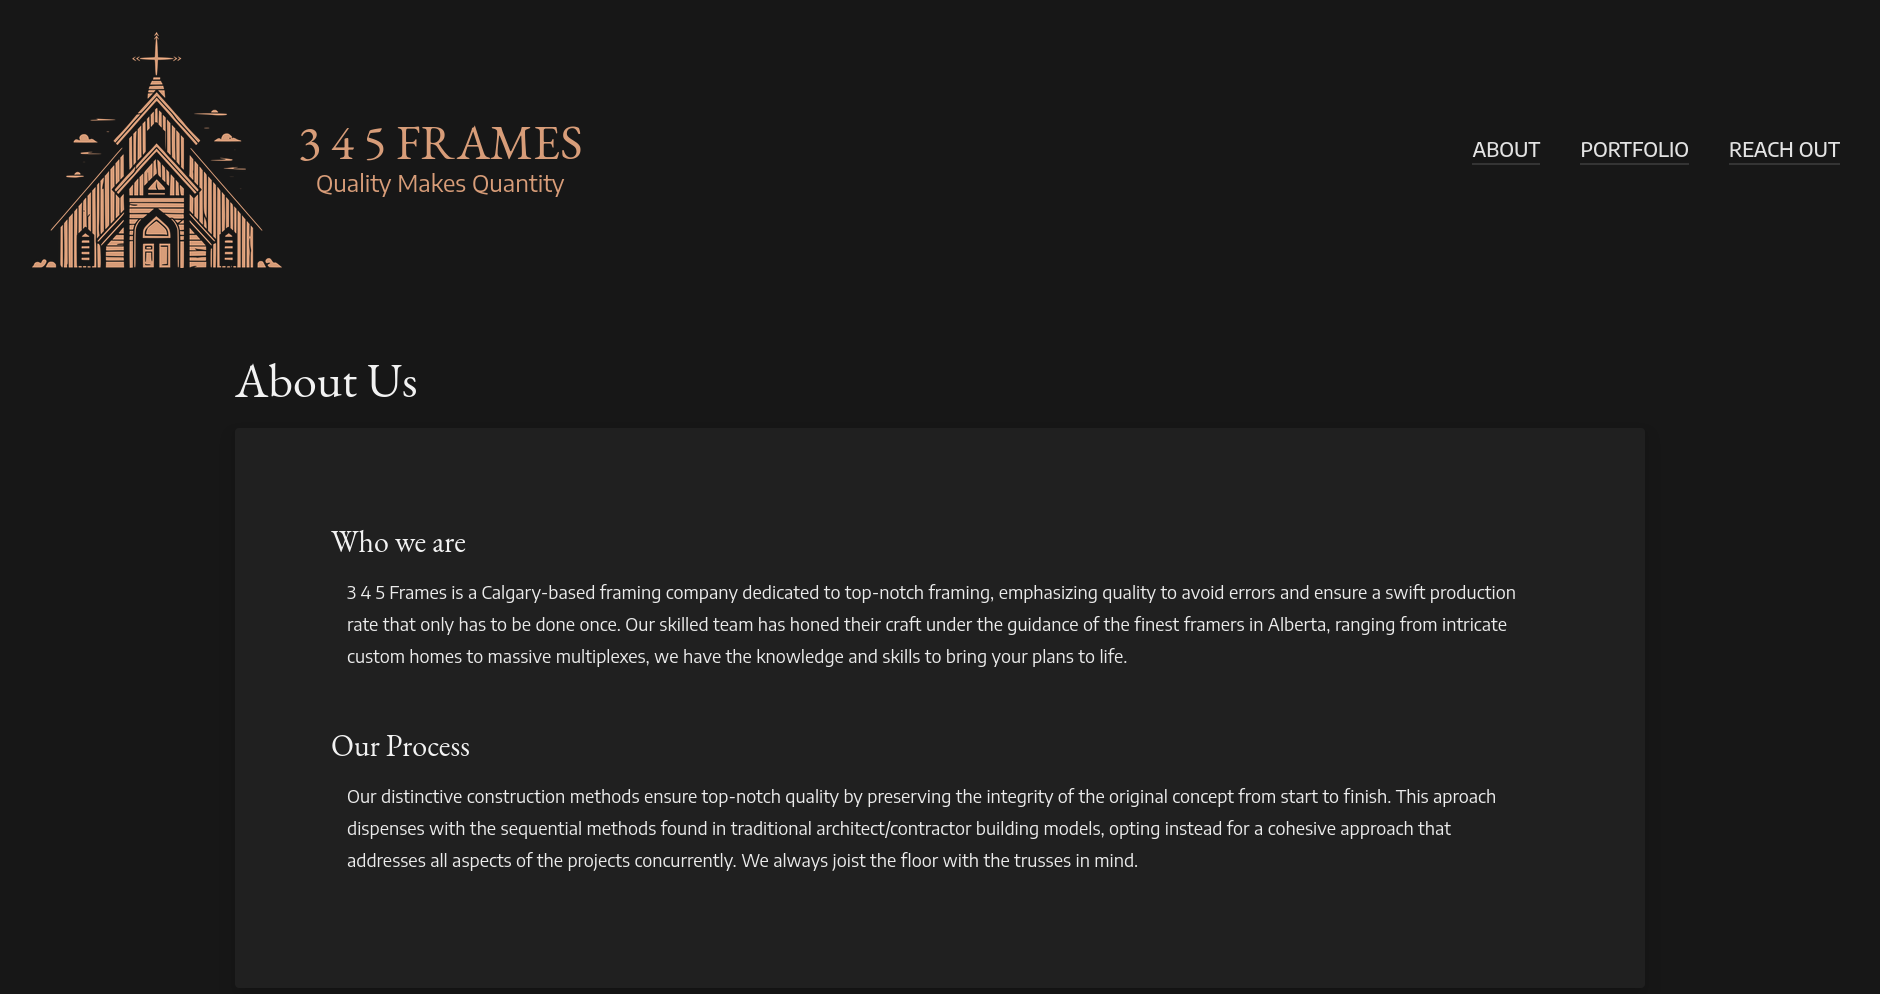 3 4 5 FRAMES
Quality Makes Quantity
ABOUT PORTFOLIO REACH OUT
About Us
Who we are
3 4 5 Frames is a Calgary-based framing company dedicated to top-notch framing, emphasizing quality to avoid errors and ensure a swift production
rate that only has to be done once. Our skilled team has honed their craft under the guidance of the finest framers in Alberta, ranging from intricate
custom homes to massive multiplexes, we have the knowledge and skills to bring your plans to life.
Our Process
Our distinctive construction methods ensure top-notch quality by preserving the integrity of the original concept from start to finish. This aproach
dispenses with the sequential methods found in traditional architect/contractor building models, opting instead for a cohesive approach that
addresses all aspects of the projects concurrently. We always joist the floor with the trusses in mind.